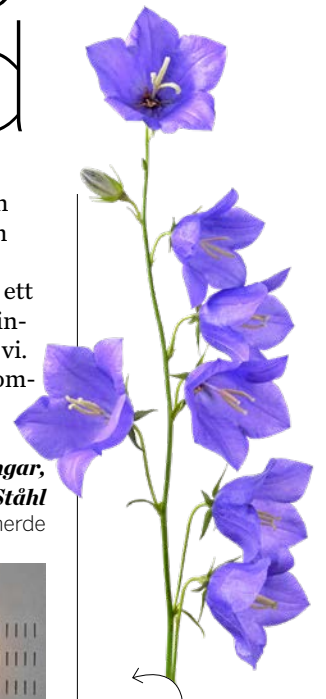 d
ett
in-
vi.
om-
ngar,
Ståhl
nerde